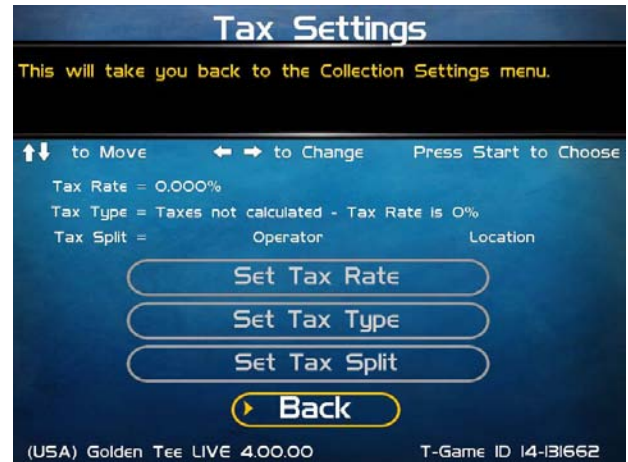 Tax Settings
This will take you back to the Collection Settings menu.
to Move to Change Press Start to Choose
Tax Rate = 0.000%
Tax Type = Taxes not calculated - Tax Rate is 0%
Tax Split = Operator Location
Set Tax Rate
Set Tax Type
Set Tax Split
Back
(USA) Golden Tee LIVE 4.00.00 T-Game ID 14-131662